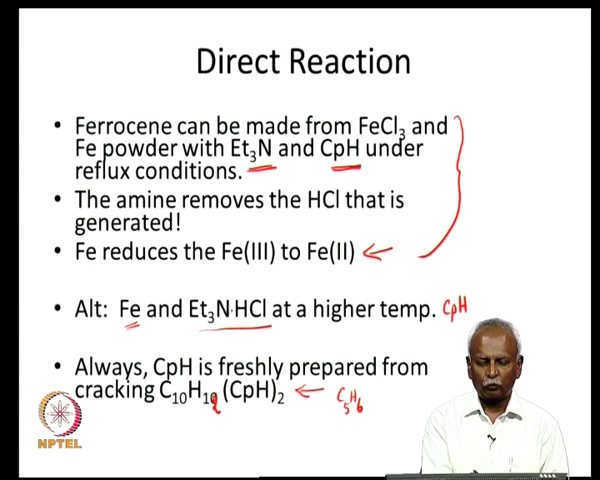 Direct Reaction
• Ferrocene can be made from FeCl₃ and
Fe powder with Et₃N and CpH under
reflux conditions.
• The amine removes the HCl that is
generated!
• Fe reduces the Fe(III) to Fe(II)
• Alt: Fe and Et₃N·HCl at a higher temp. CpH
• Always, CpH is freshly prepared from
cracking C₁₀H₁₂ (CpH)₂ C₅H₆
NPTEL